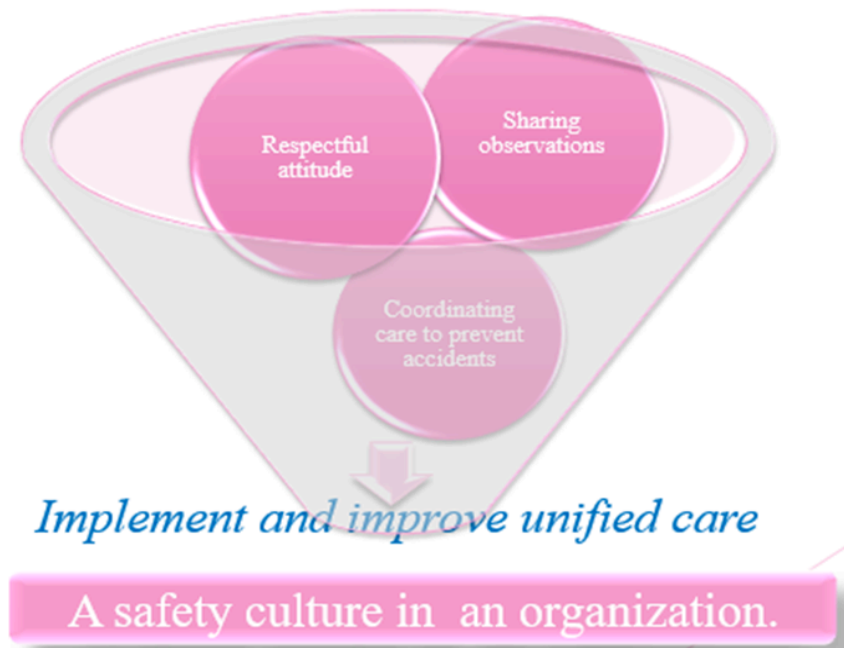 Respectful
attitude
Sharing
observations
Coordinating
care to prevent
accidents
Implement and improve unified care
A safety culture in  an organization.